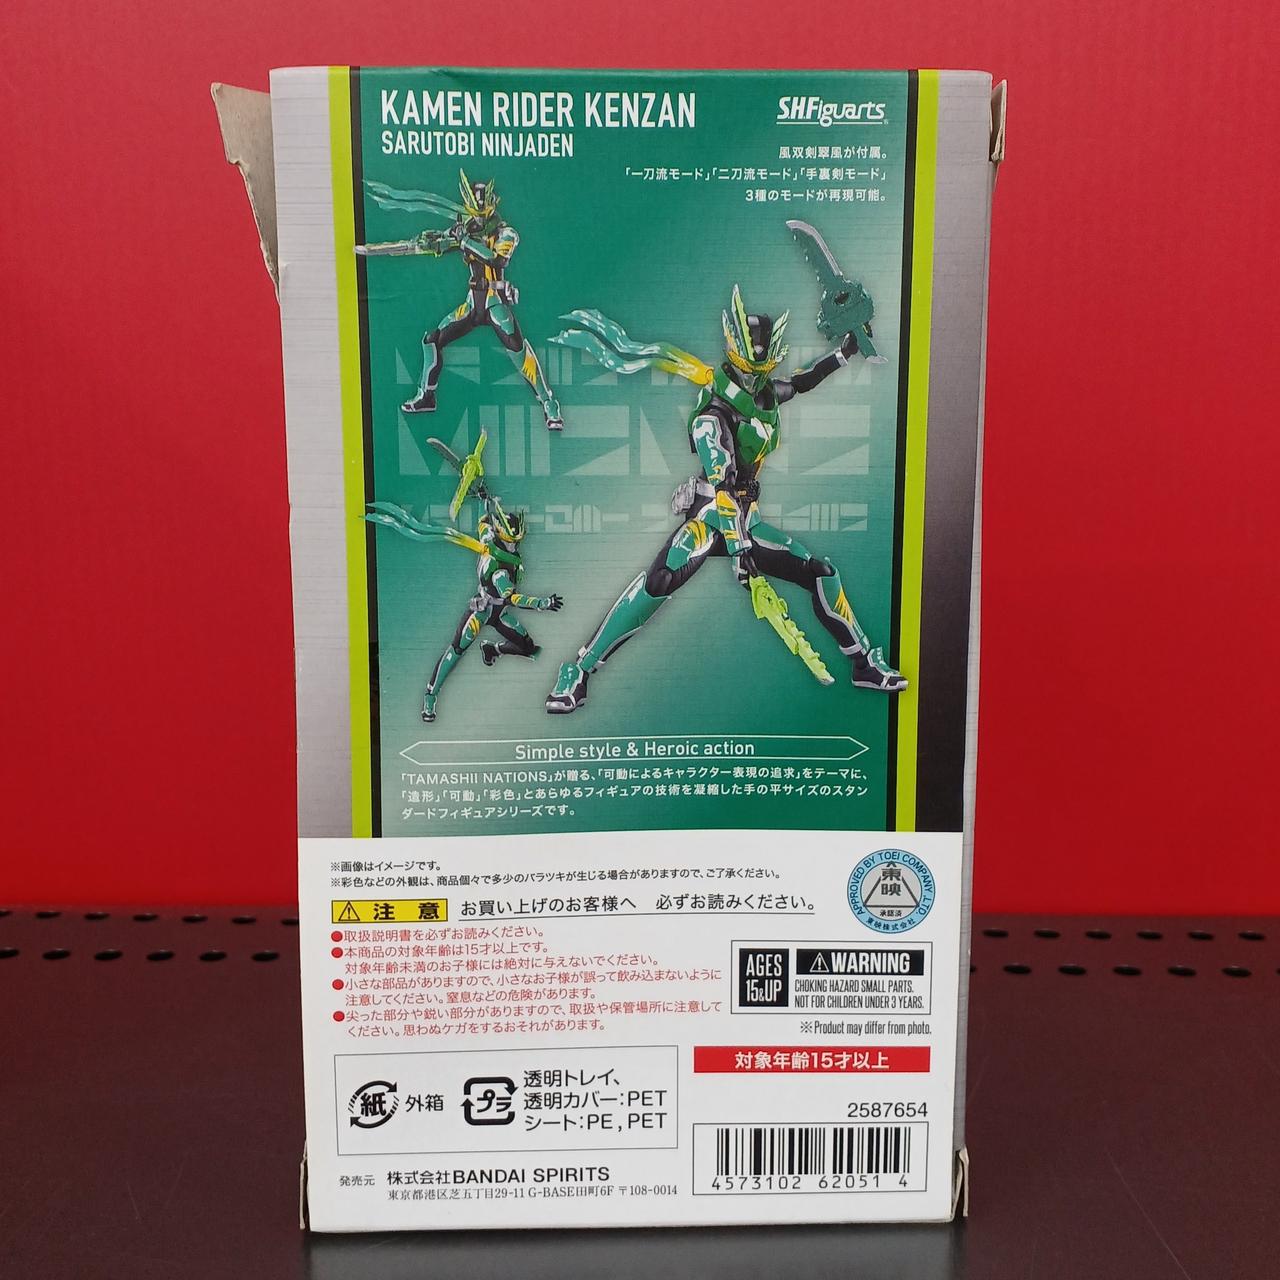 KAMEN RIDER KENZAN
SARUTOBI NINJADEN
S.H.Figuarts
風双剣翠風が付属。
「一刀流モード」「二刀流モード」「手裏剣モード」
3種のモードが再現可能。
Simple style & Heroic action
「TAMASHII NATIONS」が贈る、「可動によるキャラクター表現の追求」をテーマに、
「造形」「可動」「彩色」とあらゆるフィギュアの技術を凝縮した手の平サイズのスタン
ダードフィギュアシリーズです。
※画像はイメージです。
※彩色などの外観は、商品個々で多少のバラツキが生じる場合がありますので、ご了承ください。
注意 お買い上げのお客様へ 必ずお読みください。
●取扱説明書を必ずお読みください。
●本商品の対象年齢は15才以上です。
対象年齢未満のお子様には絶対に与えないでください。
●小さな部品がありますので、小さなお子様が誤って飲み込まないように
注意してください。窒息などの危険があります。
●尖った部分や鋭い部分がありますので、取扱や保管場所に注意して
ください。思わぬケガをするおそれがあります。
APPROVED BY TOEI COMPANY, LTD.
東映
承認済
東映株式会社
AGES
15&UP
WARNING
CHOKING HAZARD SMALL PARTS.
NOT FOR CHILDREN UNDER 3 YEARS.
※Product may differ from photo.
対象年齢15才以上
紙 外箱
プラ
透明トレイ、
透明カバー:PET
シート:PE,PET
2587654
4573102 62051 4
発売元 株式会社BANDAI SPIRITS
東京都港区芝五丁目29-11 G-BASE田町6F 〒108-0014